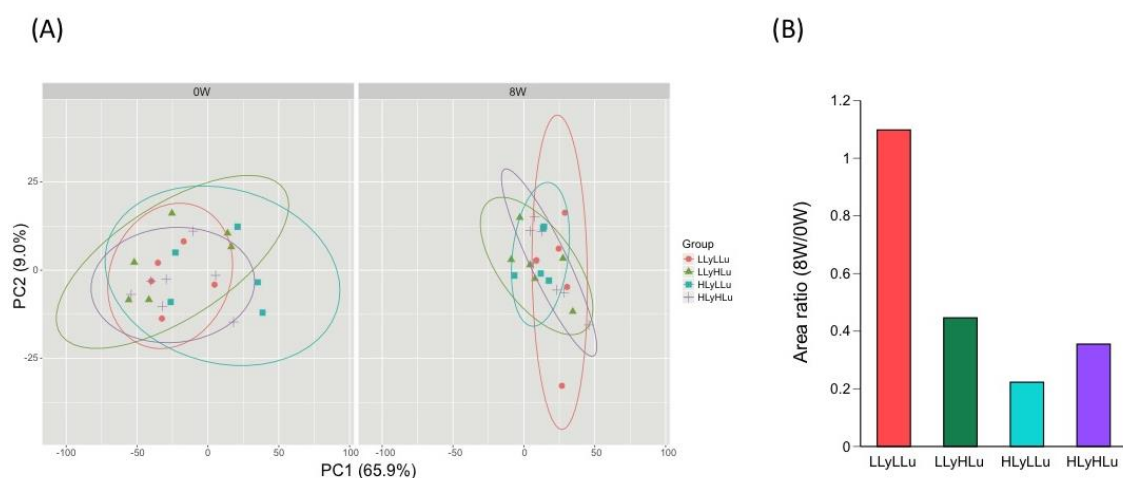 (A)
(B)
0W
8W
25
0
-25
PC2 (9.0%)
-100
-50
0
50
100
-100
-50
0
50
100
PC1 (65.9%)
Group
LLyLLu
LLyHLu
HLyLLu
HLyHLu
1.2
1
0.8
0.6
0.4
0.2
0
Area ratio (8W/0W)
LLyLLu
LLyHLu
HLyLLu
HLyHLu